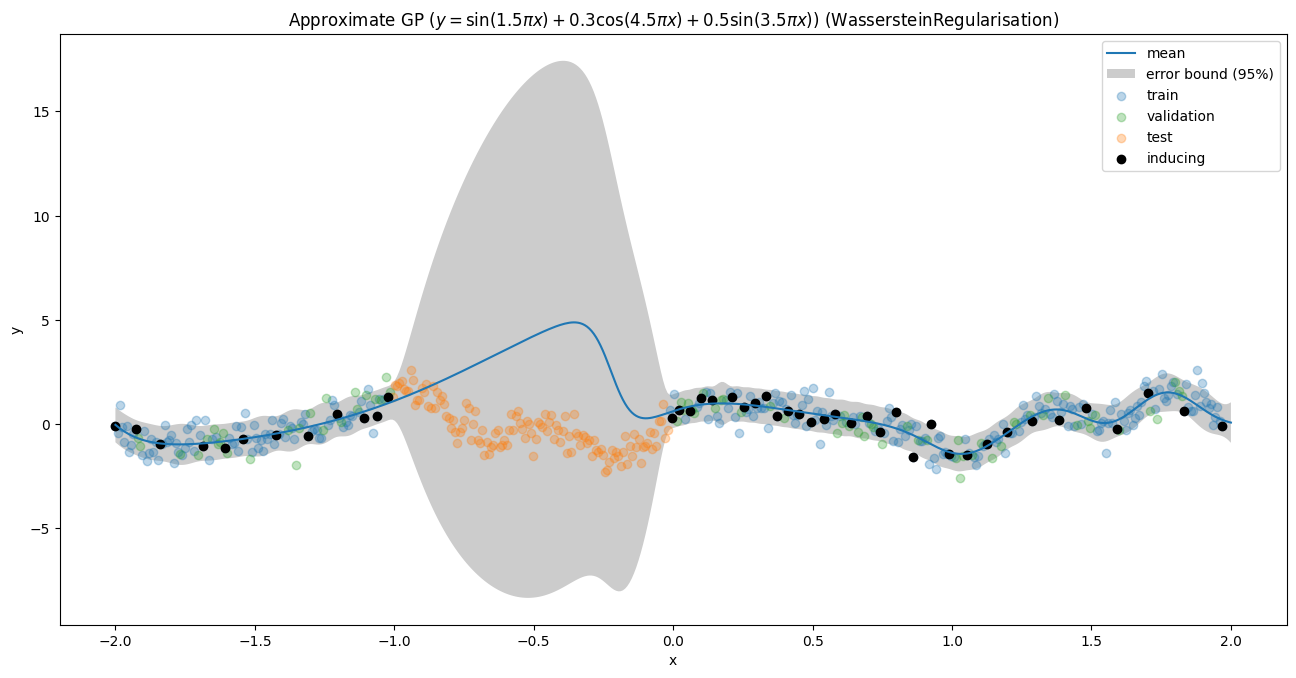 Approximate GP (y = sin(1.5πx) + 0.3cos(4.5πx) + 0.5sin(3.5πx)) (WassersteinRegularisation)
mean
error bound (95%)
train
validation
test
inducing
15
10
5
0
−5
y
−2.0 −1.5 −1.0 −0.5 0.0 0.5 1.0 1.5 2.0
x